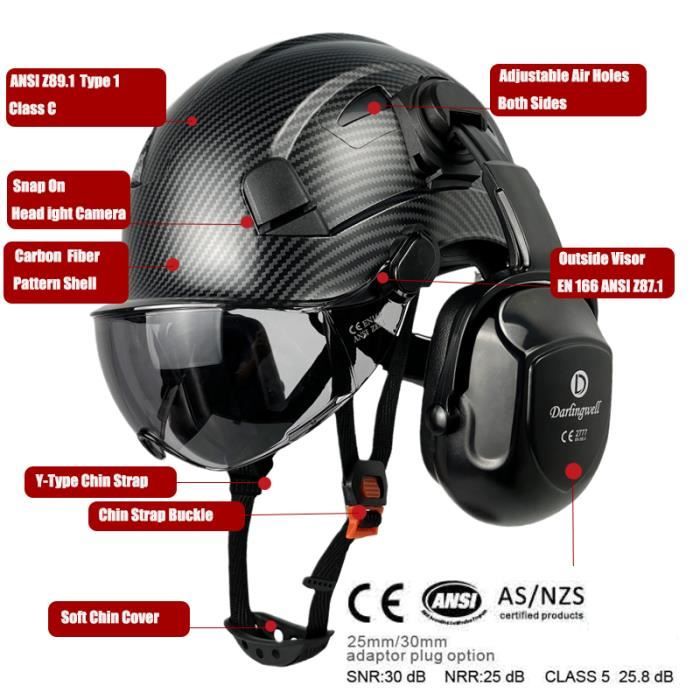 ANSI Z89.1 Type 1
Class C
Adjustable Air Holes
Both Sides
Snap On
Head ight Camera
Carbon Fiber
Pattern Shell
Outside Visor
EN 166 ANSI Z87.1
Darlingwell
CE 2777
Y-Type Chin Strap
Chin Strap Buckle
Soft Chin Cover
CE ANSI AS/NZS
certified products
25mm/30mm
adaptor plug option
SNR:30 dB NRR:25 dB CLASS 5 25.8 dB